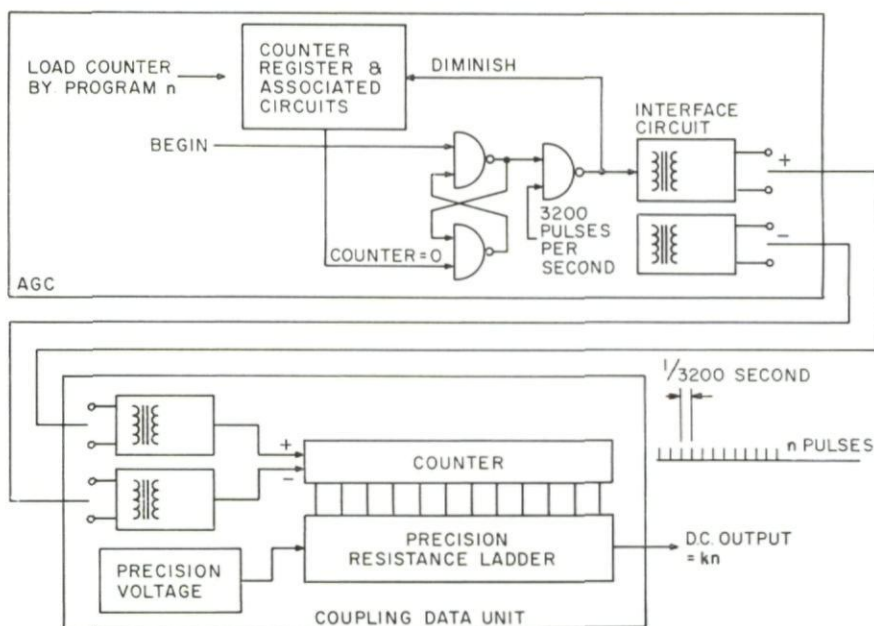 LOAD COUNTER
BY PROGRAM n
COUNTER
REGISTER &
ASSOCIATED
CIRCUITS
DIMINISH
BEGIN
INTERFACE
CIRCUIT
+
-
3200
PULSES
PER
SECOND
COUNTER=0
AGC
1/3200 SECOND
n PULSES
+
-
COUNTER
PRECISION
RESISTANCE LADDER
PRECISION
VOLTAGE
D.C. OUTPUT
= kn
COUPLING DATA UNIT